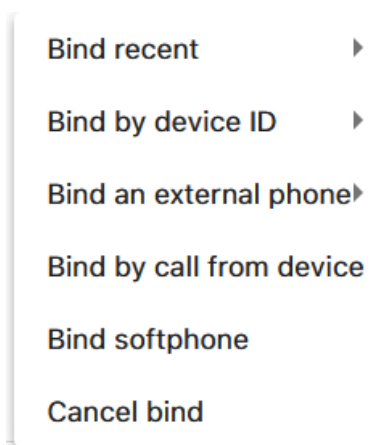 Bind recent
Bind by device ID
Bind an external phone
Bind by call from device
Bind softphone
Cancel bind